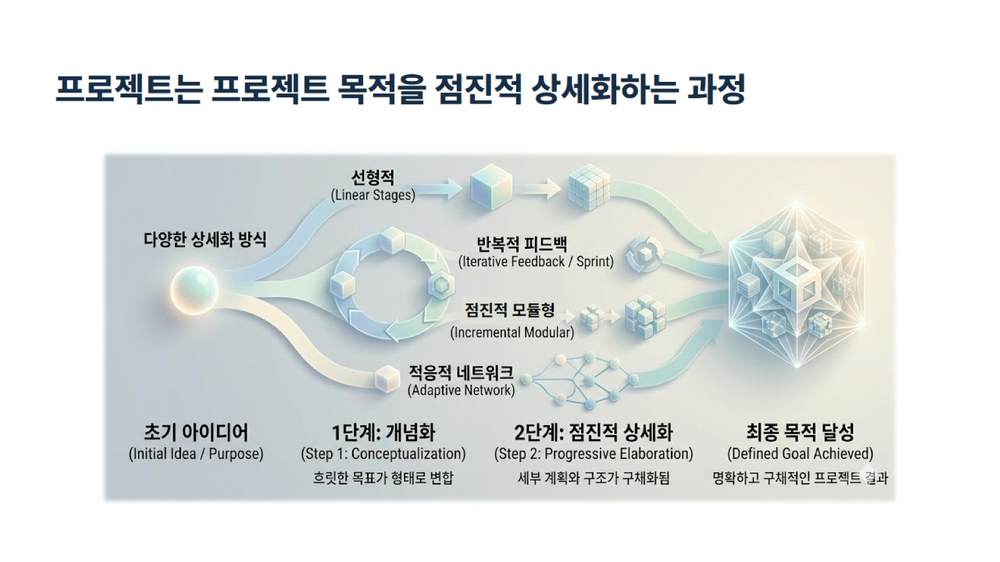 프로젝트는 프로젝트 목적을 점진적 상세화하는 과정
선형적
(Linear Stages)
다양한 상세화 방식
반복적 피드백
(Iterative Feedback / Sprint)
점진적 모듈형
(Incremental Modular)
적응적 네트워크
(Adaptive Network)
초기 아이디어
(Initial Idea / Purpose)
1단계: 개념화
(Step 1: Conceptualization)
흐릿한 목표가 형태로 변합
2단계: 점진적 상세화
(Step 2: Progressive Elaboration)
세부 계획와 구조가 구채화됨
최종 목적 달성
(Defined Goal Achieved)
명확하고 구채적인 프로젝트 결과